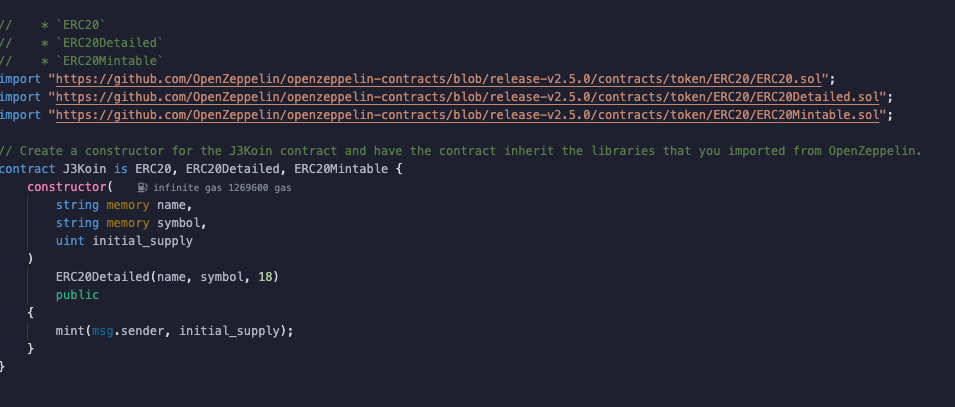 //    * `ERC20`
//    * `ERC20Detailed`
//    * `ERC20Mintable`
import "https://github.com/OpenZeppelin/openzeppelin-contracts/blob/release-v2.5.0/contracts/token/ERC20/ERC20.sol";
import "https://github.com/OpenZeppelin/openzeppelin-contracts/blob/release-v2.5.0/contracts/token/ERC20/ERC20Detailed.sol";
import "https://github.com/OpenZeppelin/openzeppelin-contracts/blob/release-v2.5.0/contracts/token/ERC20/ERC20Mintable.sol";
// Create a constructor for the J3Koin contract and have the contract inherit the libraries that you imported from OpenZeppelin.
contract J3Koin is ERC20, ERC20Detailed, ERC20Mintable {
    constructor(    infinite gas 1269600 gas
        string memory name,
        string memory symbol,
        uint initial_supply
    )
        ERC20Detailed(name, symbol, 18)
        public
    {
        mint(msg.sender, initial_supply);
    }
}